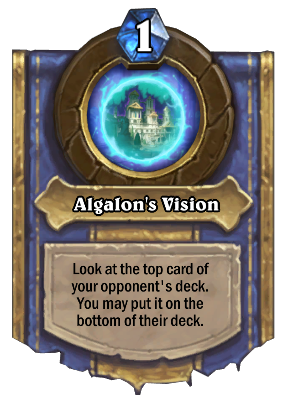 1
Algalon's Vision
Look at the top card of
your opponent's deck.
You may put it on the
bottom of their deck.